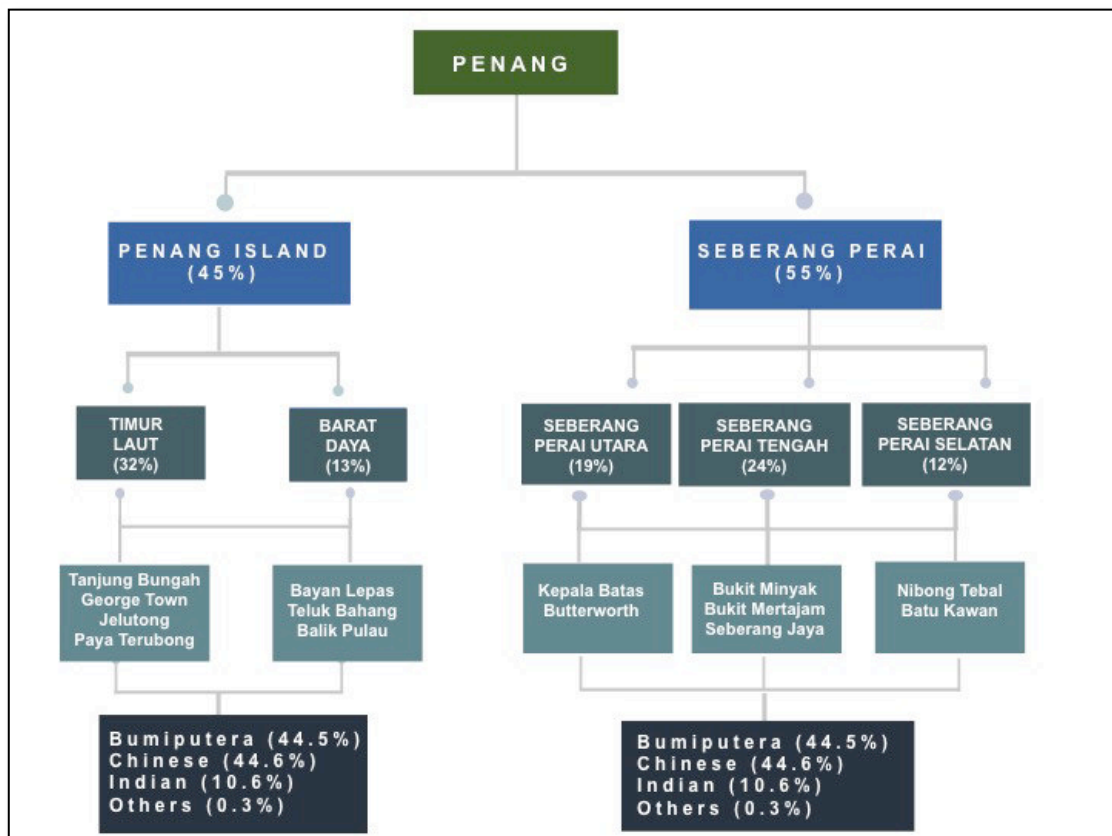 PENANG
PENANG ISLAND
(45%)
SEBERANG PERAI
(55%)
TIMUR
LAUT
(32%)
BARAT
DAYA
(13%)
SEBERANG
PERAI UTARA
(19%)
SEBERANG
PERAI TENGAH
(24%)
SEBERANG
PERAI SELATAN
(12%)
Tanjung Bungah
George Town
Jelutong
Paya Terubong
Bayan Lepas
Teluk Bahang
Balik Pulau
Kepala Batas
Butterworth
Bukit Minyak
Bukit Mertajam
Seberang Jaya
Nibong Tebal
Batu Kawan
Bumiputera (44.5%)
Chinese (44.6%)
Indian (10.6%)
Others (0.3%)
Bumiputera (44.5%)
Chinese (44.6%)
Indian (10.6%)
Others (0.3%)